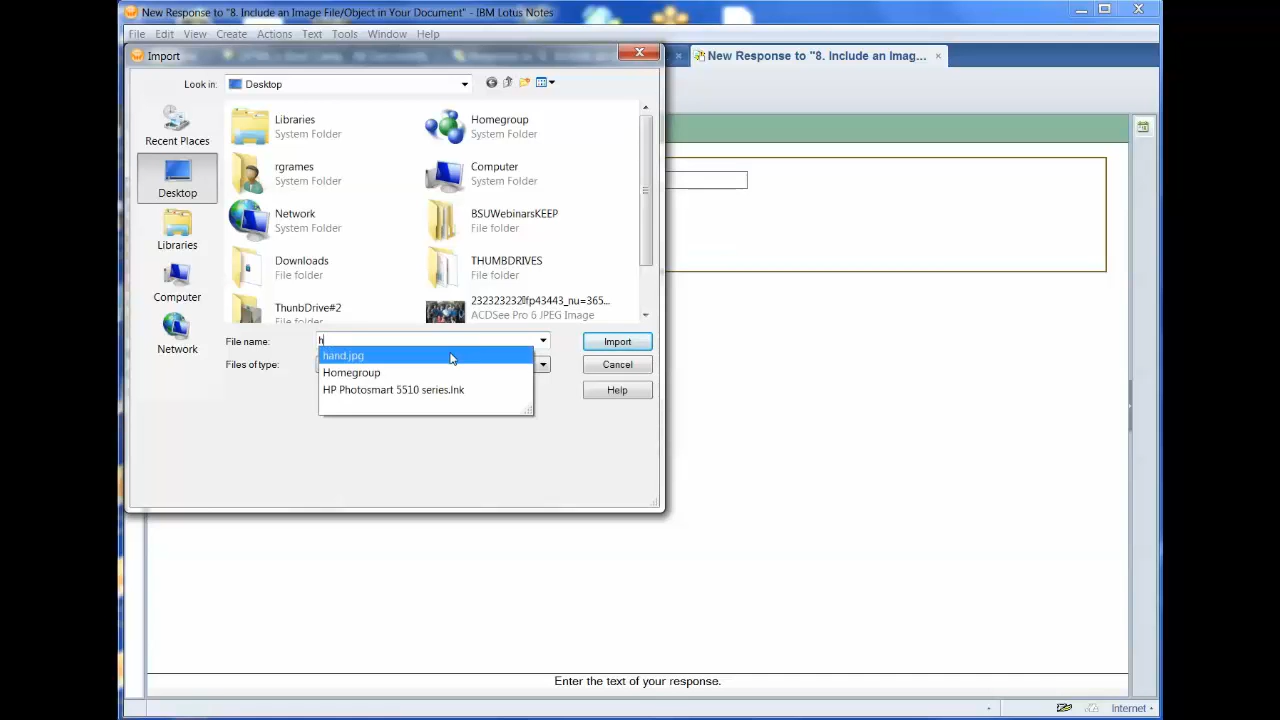 New Response to "8. Include an Image File/Object in Your Document" - IBM Lotus Notes
File Edit View Create Actions Text Tools Window Help
Import
New Response to "8. Include an Imag...
Look in: Desktop
Recent Places
Desktop
Libraries
Computer
Network
Libraries
System Folder
Homegroup
System Folder
rgrames
System Folder
Computer
System Folder
Network
System Folder
BSUWebinarsKEEP
File folder
Downloads
File folder
THUMBDRIVES
File folder
ThunbDrive#2
File folder
ACDSee Pro 6 JPEG Image
File name: h
Import
hand.jpg
Homegroup
HP Photosmart 5510 series.lnk
Files of type:
Cancel
Help
Enter the text of your response.
Internet